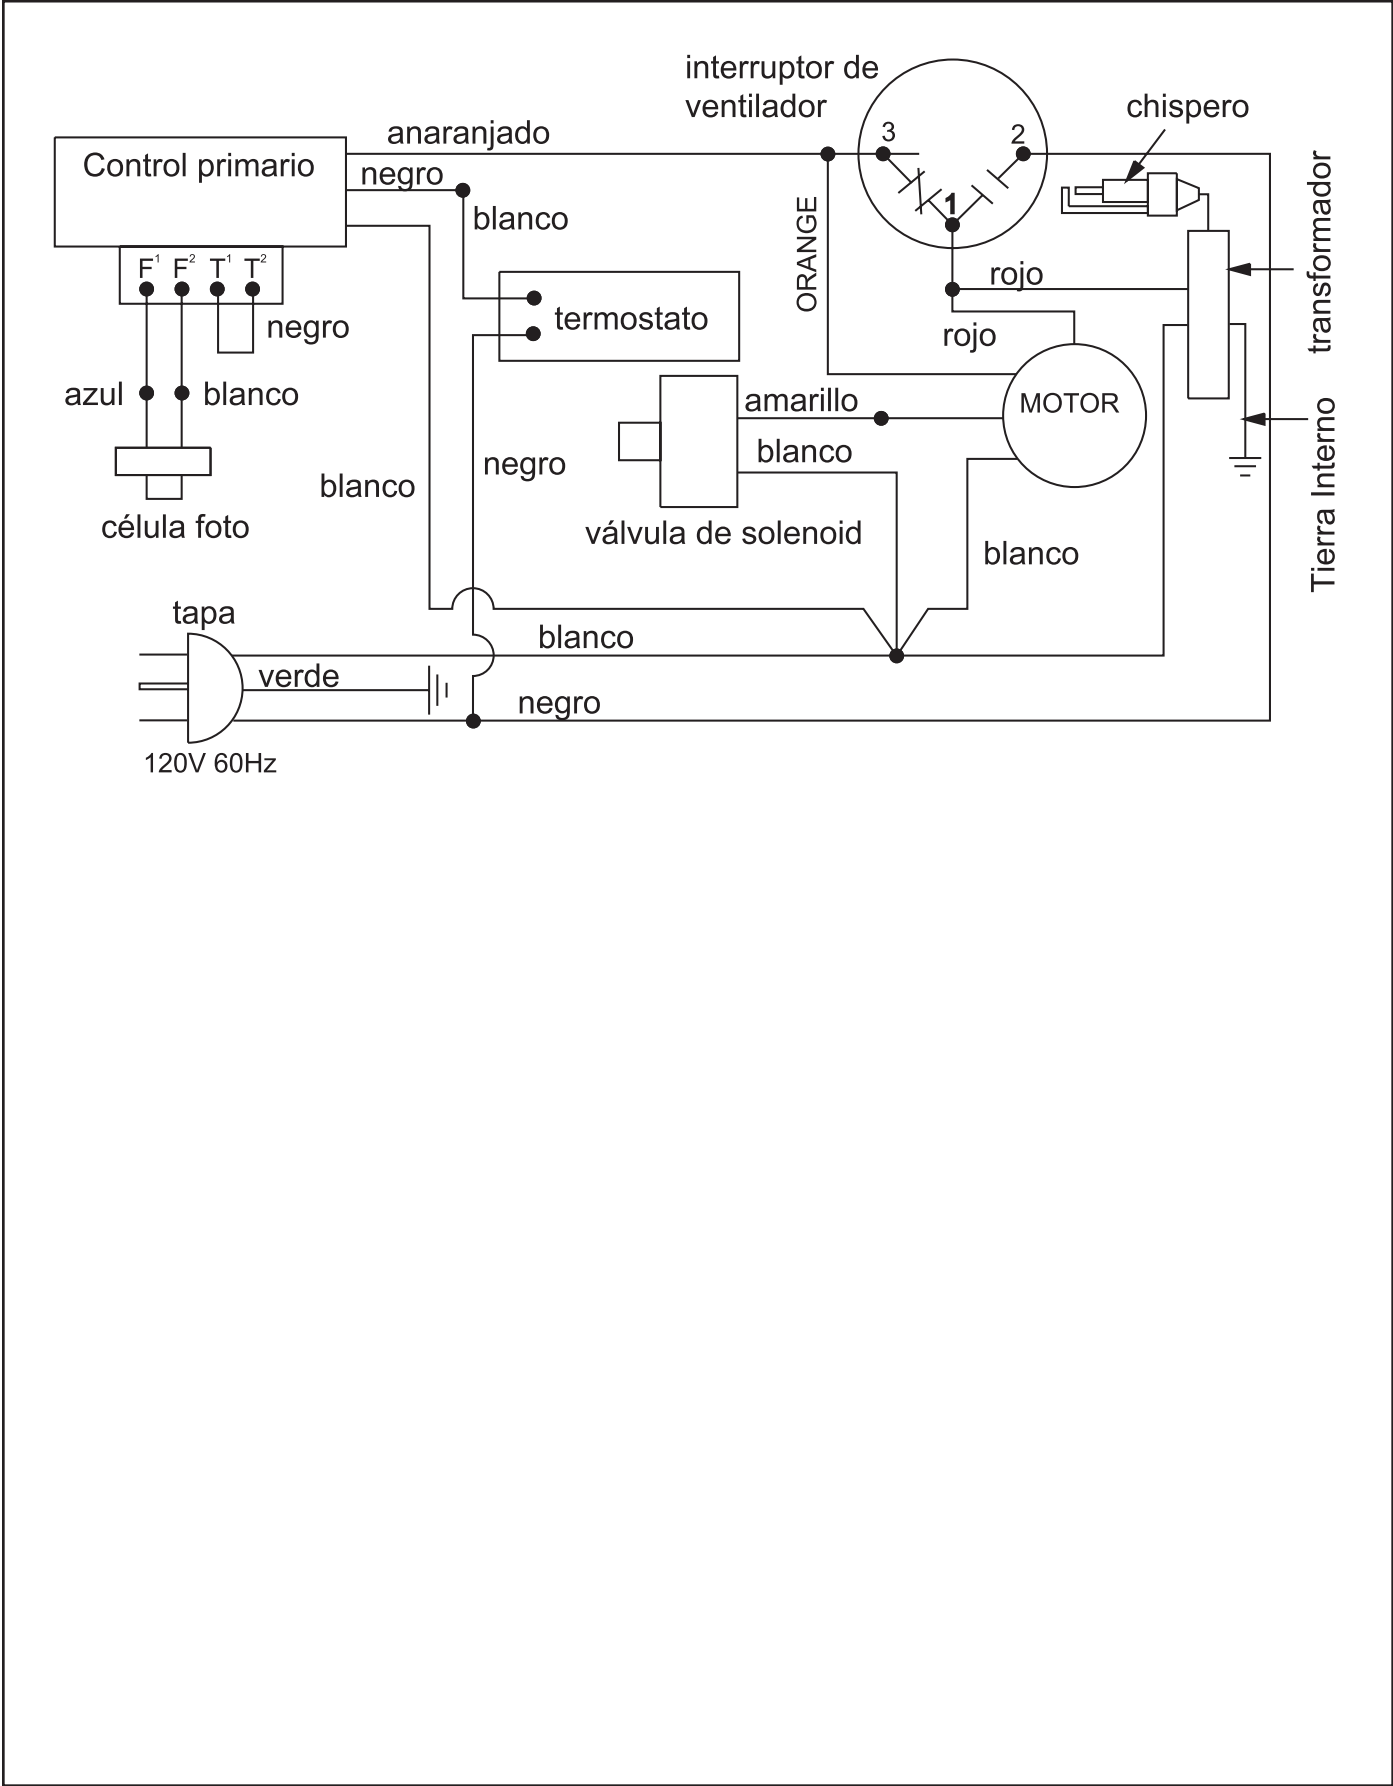 interruptor de
ventilador
chispero
anaranjado
Control primario
negro
blanco
3
2
1
ORANGE
transformador
F1 F2 T1 T2
negro
termostato
rojo
rojo
azul
blanco
amarillo
MOTOR
blanco
negro
blanco
Tierra Interno
célula foto
válvula de solenoid
blanco
tapa
blanco
verde
negro
120V 60Hz